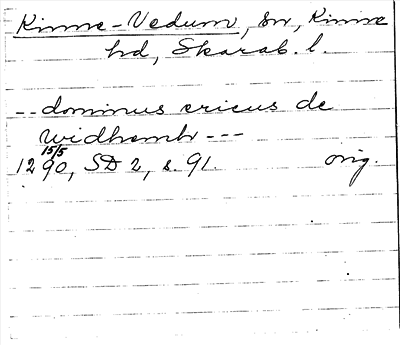 Kinne-Vedum, sn, Kinne
hd, Skarab. l.
-- dominus ericus de
widhemb ---
15/5
1290, SD 2, s. 91. orig.